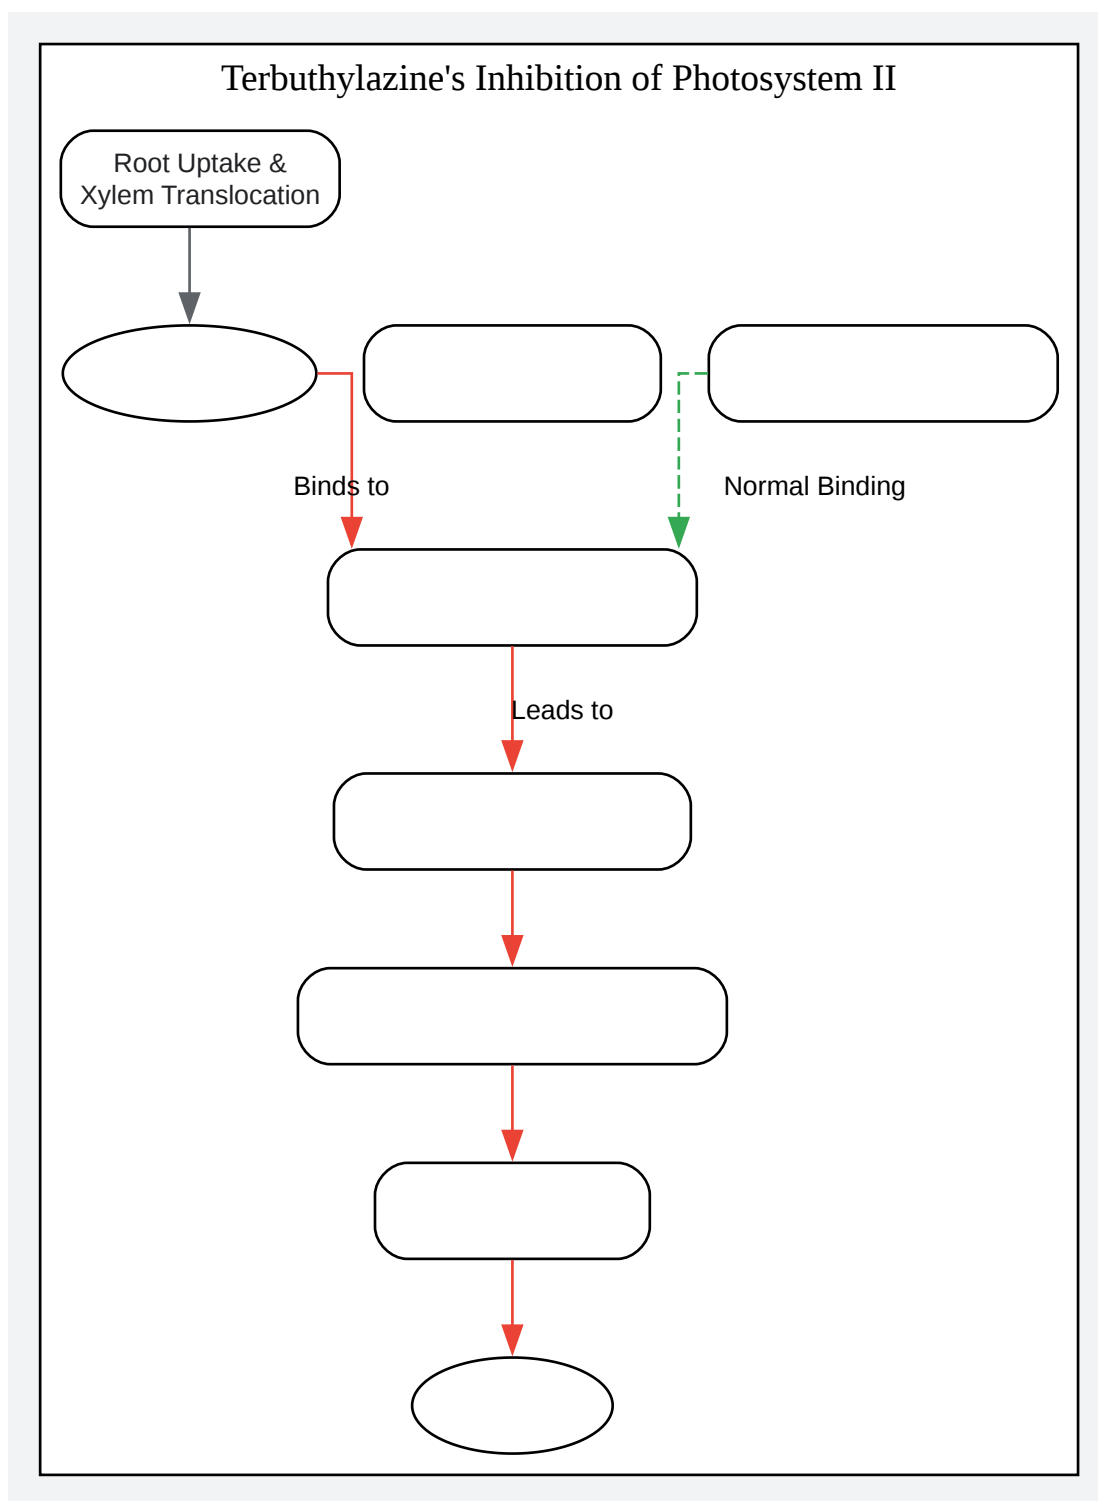 Terbuthylazine's Inhibition of Photosystem II
Root Uptake &
Xylem Translocation
Binds to
Normal Binding
Leads to